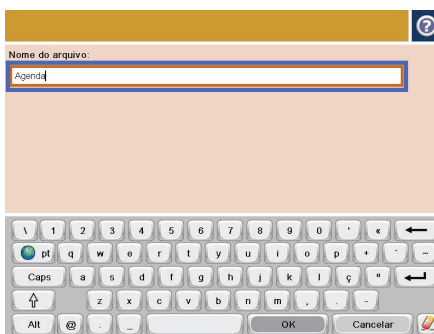 ?
Nome do arquivo:
Agenda
\ 1 2 3 4 5 6 7 8 9 0 ' «
pt q w e r t y u i o p + ´ ~
Caps a s d f g h j k l ç º
z x c v b n m , . -
Alt @ . _ OK Cancelar